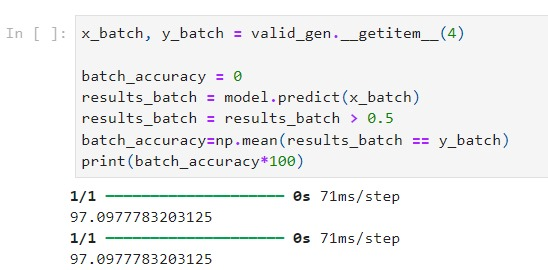 In [ ]: x_batch, y_batch = valid_gen.__getitem__(4)
batch_accuracy = 0
results_batch = model.predict(x_batch)
results_batch = results_batch > 0.5
batch_accuracy=np.mean(results_batch == y_batch)
print(batch_accuracy*100)
1/1 ━━━━━━━━━━━━━━━━━━━━ 0s 71ms/step
97.0977783203125
1/1 ━━━━━━━━━━━━━━━━━━━━ 0s 71ms/step
97.0977783203125